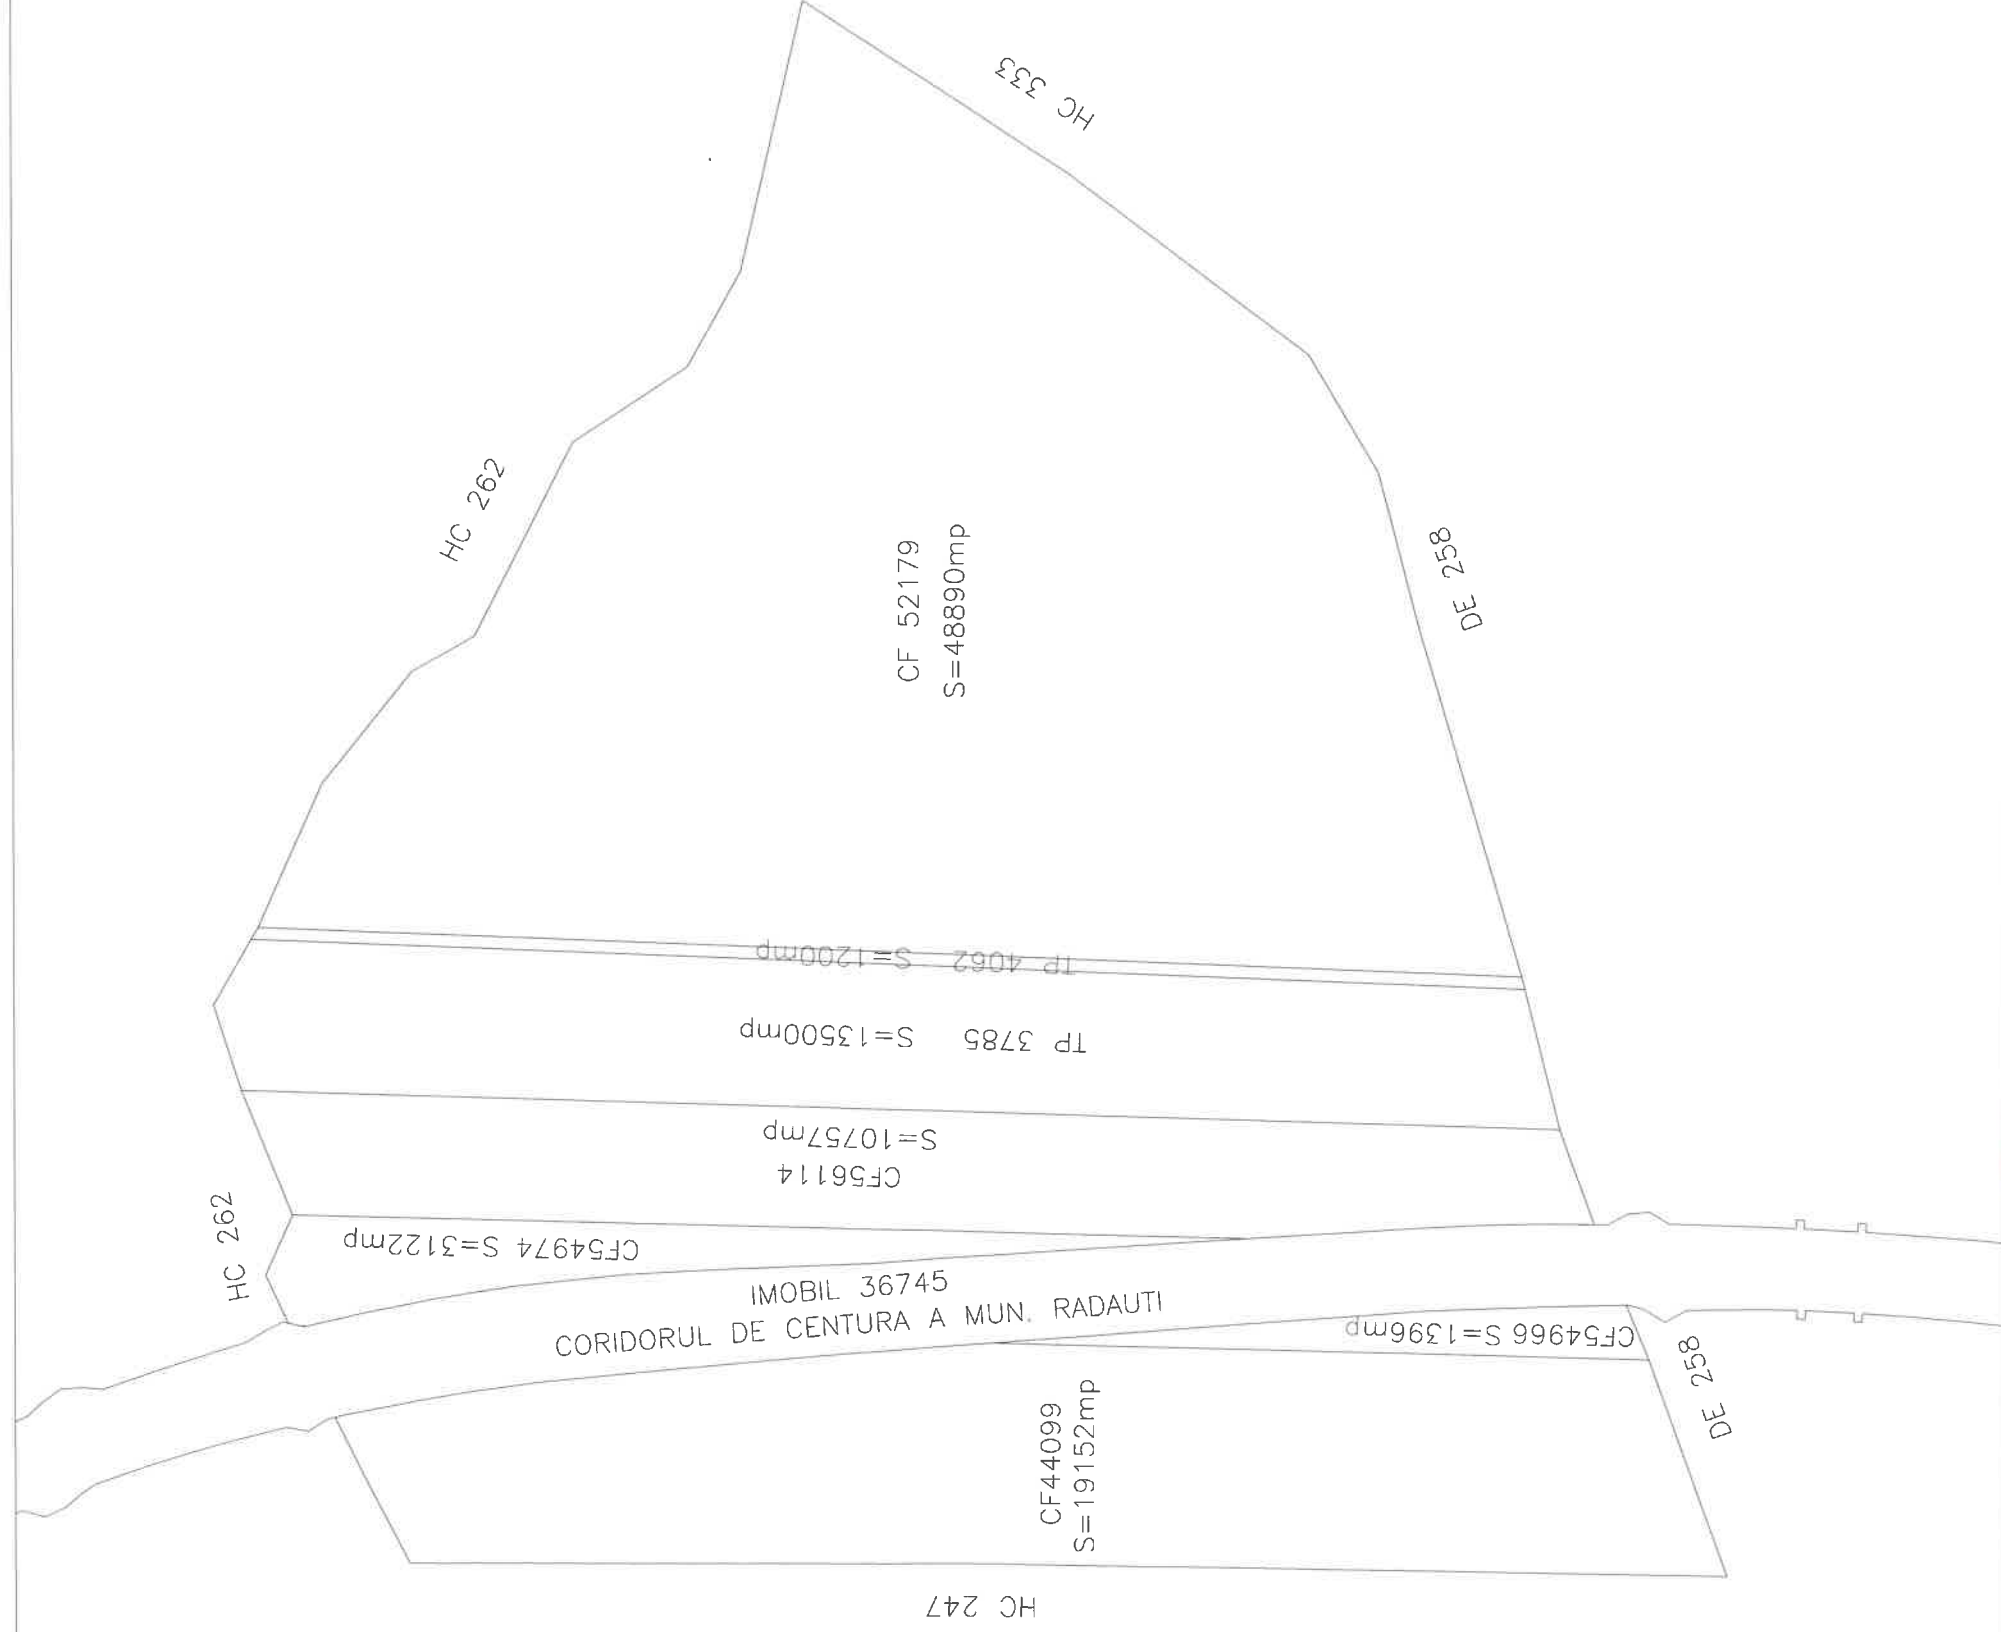 HC 333
HC 262
CF 52179
S=48890mp
DE 258
TP 4062 S=1200mp
TP 3785 S=13500mp
CF56114
S=10757mp
HC 262
CF54974 S=3122mp
IMOBIL 36745
CORIDORUL DE CENTURA A MUN. RADAUTI
CF54966 S=1396mp
DE 258
CF44099
S=19152mp
HC 247